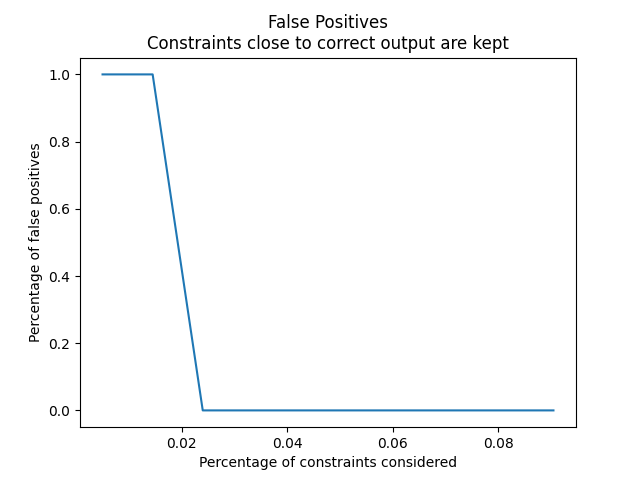 False Positives
Constraints close to correct output are kept
Percentage of false positives
1.0
0.8
0.6
0.4
0.2
0.0
0.02
0.04
0.06
0.08
Percentage of constraints considered